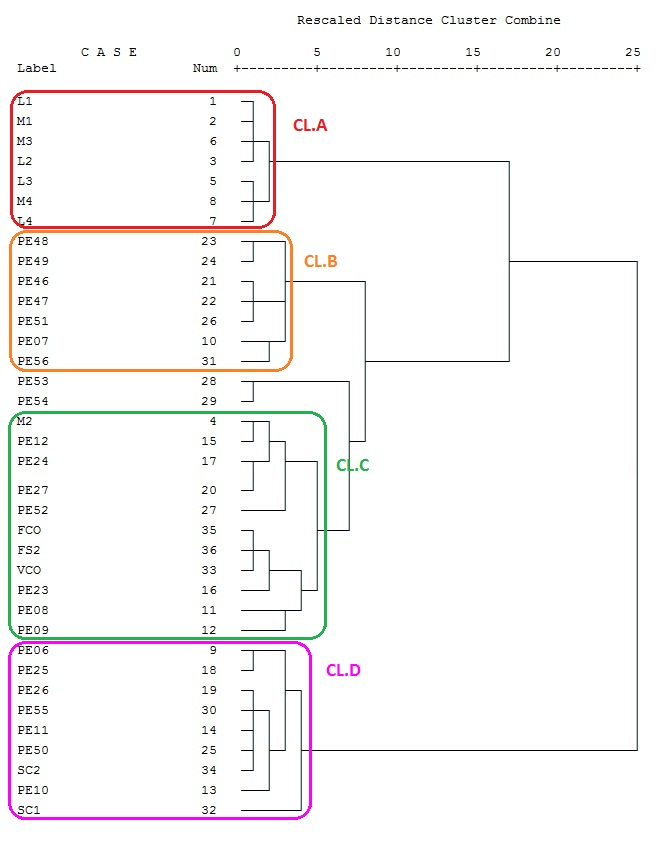 Rescaled Distance Cluster Combine
C A S E 0 5 10 15 20 25
Label Num +---------+---------+---------+---------+---------+
L1 1
M1 2
CL.A
M3 6
L2 3
L3 5
M4 8
L4 7
PE48 23
PE49 24
CL.B
PE46 21
PE47 22
PE51 26
PE07 10
PE56 31
PE53 28
PE54 29
M2 4
PE12 15
PE24 17
CL.C
PE27 20
PE52 27
FCO 35
FS2 36
VCO 33
PE23 16
PE08 11
PE09 12
PE06 9
PE25 18
CL.D
PE26 19
PE55 30
PE11 14
PE50 25
SC2 34
PE10 13
SC1 32